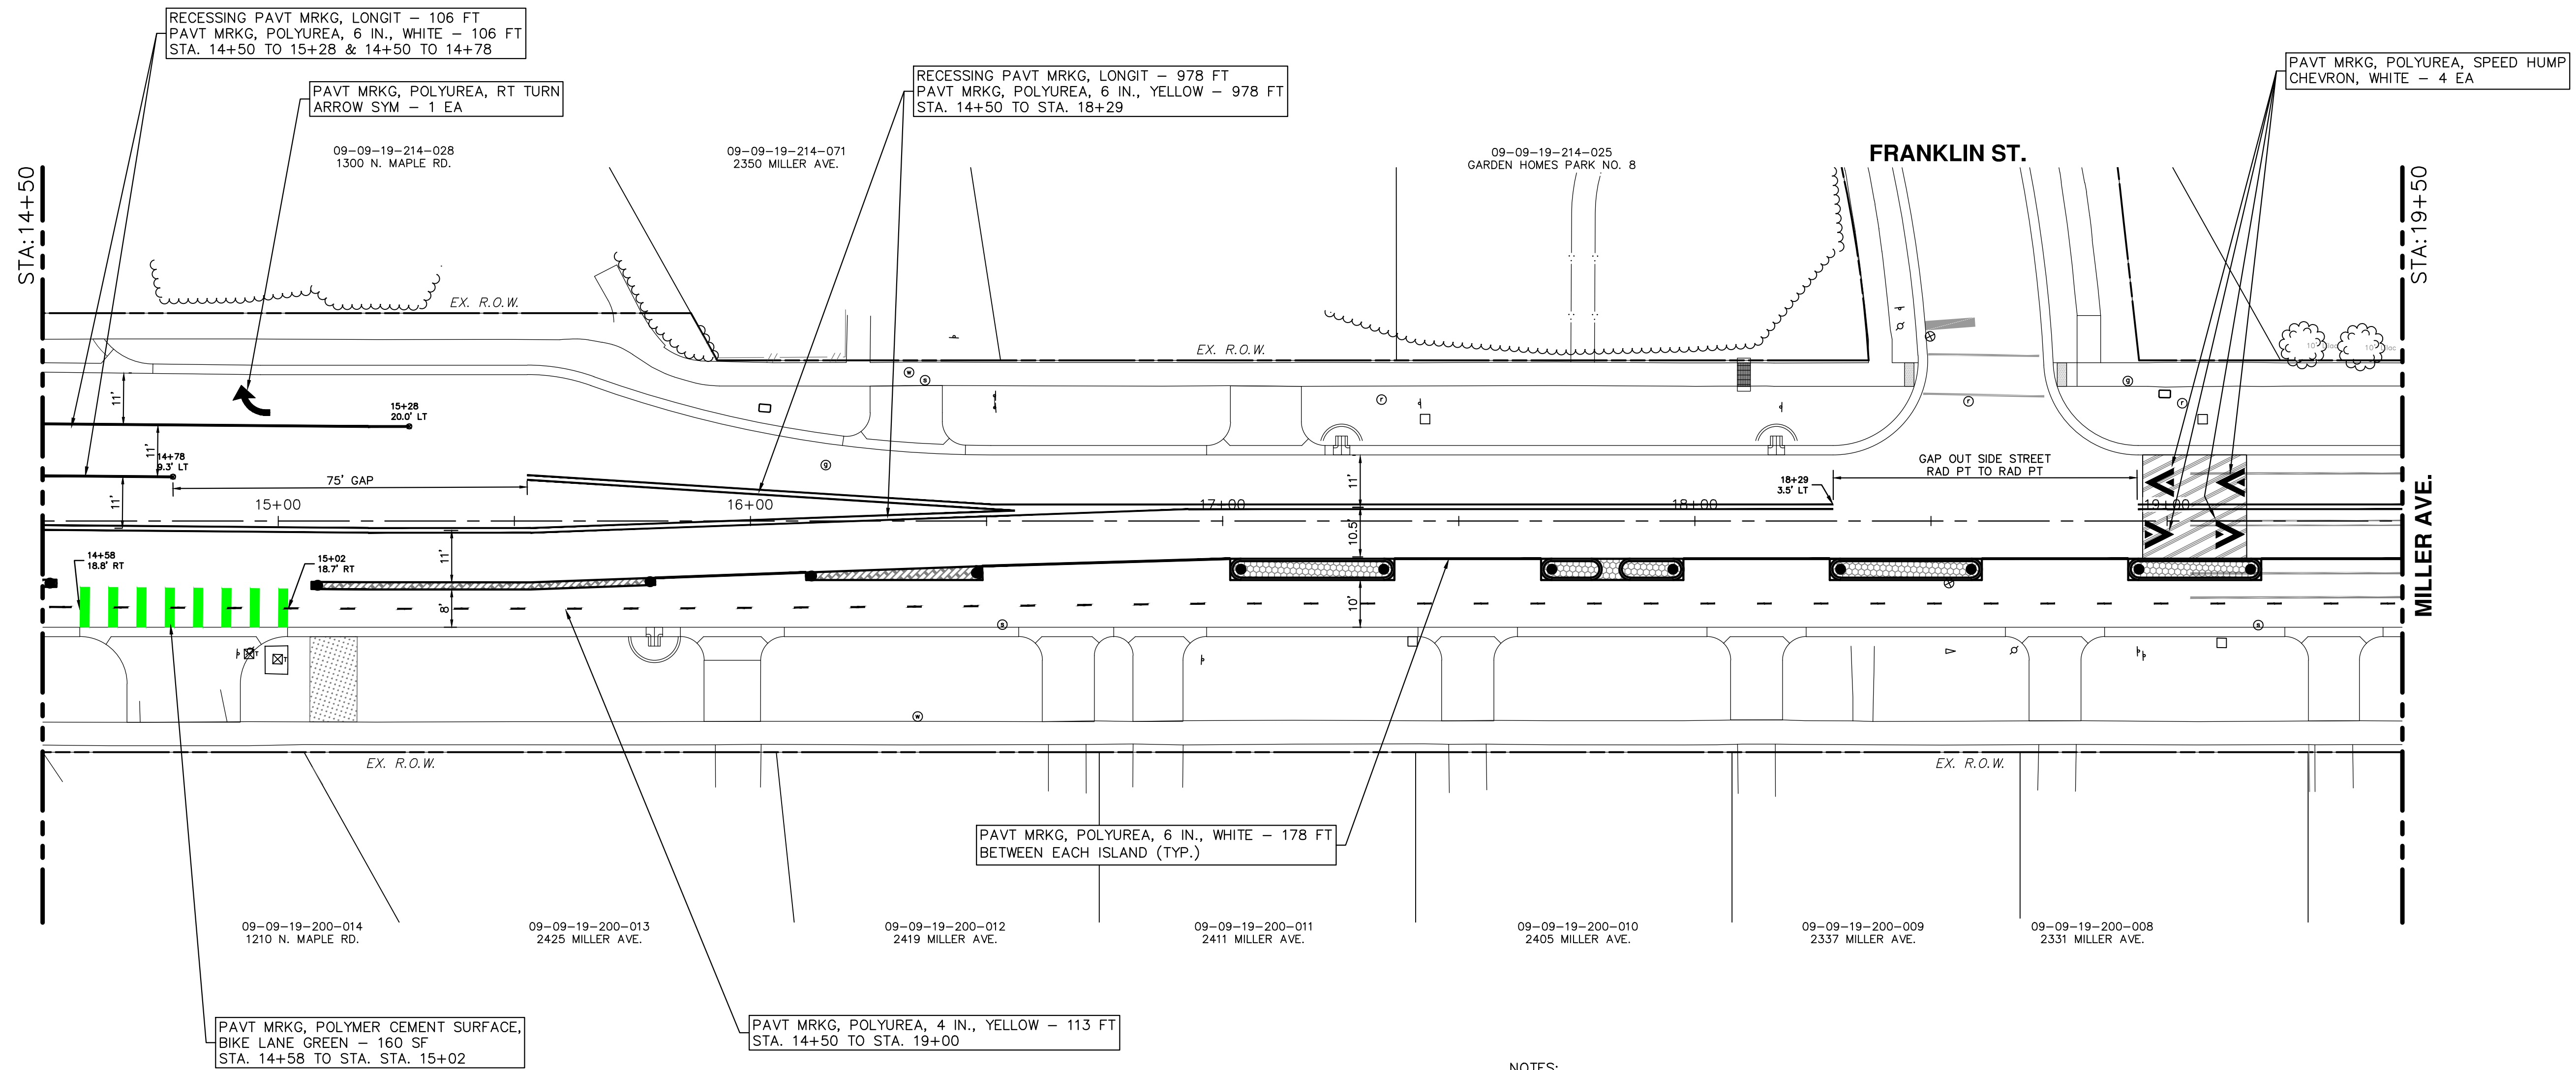 RECESSING PAVT MRKG, LONGIT – 106 FT
PAVT MRKG, POLYUREA, 6 IN., WHITE – 106 FT
STA. 14+50 TO 15+28 & 14+50 TO 14+78
PAVT MRKG, POLYUREA, RT TURN
ARROW SYM – 1 EA
RECESSING PAVT MRKG, LONGIT – 978 FT
PAVT MRKG, POLYUREA, 6 IN., YELLOW – 978 FT
STA. 14+50 TO STA. 18+29
PAVT MRKG, POLYUREA, SPEED HUMP
CHEVRON, WHITE – 4 EA
09-09-19-214-028
1300 N. MAPLE RD.
09-09-19-214-071
2350 MILLER AVE.
09-09-19-214-025
GARDEN HOMES PARK NO. 8
FRANKLIN ST.
STA:14+50
STA:19+50
EX. R.O.W.
EX. R.O.W.
w
s
g
r
r
g
r
11'
15+28
20.0' LT
11'
14+78
9.3' LT
g
75' GAP
11'
11'
GAP OUT SIDE STREET
RAD PT TO RAD PT
18+29
3.5' LT
15+00
16+00
17+00
18+00
19+00
MILLER AVE.
11'
10.5'
14+58
18.8' RT
15+02
18.7' RT
8'
10'
s
s
T
T
w
EX. R.O.W.
EX. R.O.W.
PAVT MRKG, POLYUREA, 6 IN., WHITE – 178 FT
BETWEEN EACH ISLAND (TYP.)
09-09-19-200-014
1210 N. MAPLE RD.
09-09-19-200-013
2425 MILLER AVE.
09-09-19-200-012
2419 MILLER AVE.
09-09-19-200-011
2411 MILLER AVE.
09-09-19-200-010
2405 MILLER AVE.
09-09-19-200-009
2337 MILLER AVE.
09-09-19-200-008
2331 MILLER AVE.
PAVT MRKG, POLYMER CEMENT SURFACE,
BIKE LANE GREEN – 160 SF
STA. 14+58 TO STA. STA. 15+02
PAVT MRKG, POLYUREA, 4 IN., YELLOW – 113 FT
STA. 14+50 TO STA. 19+00
NOTES: